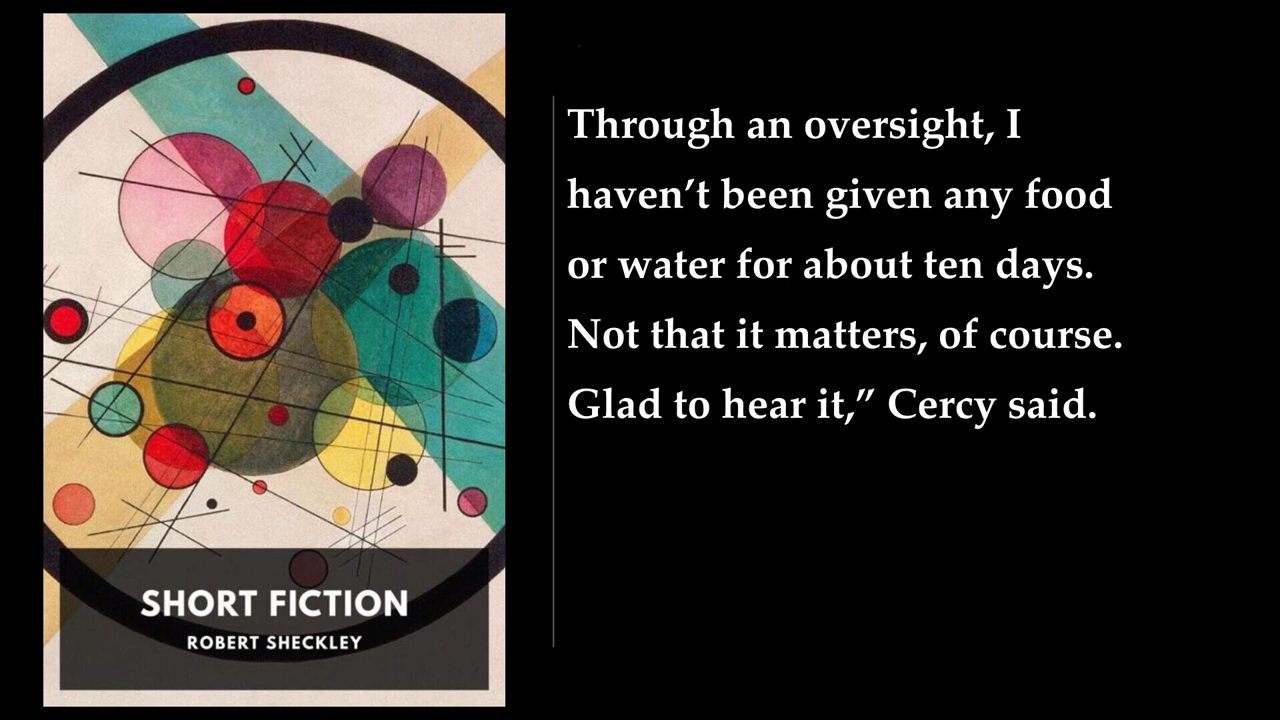 SHORT FICTION
ROBERT SHECKLEY
Through an oversight, I
haven’t been given any food
or water for about ten days.
Not that it matters, of course.
Glad to hear it,” Cercy said.